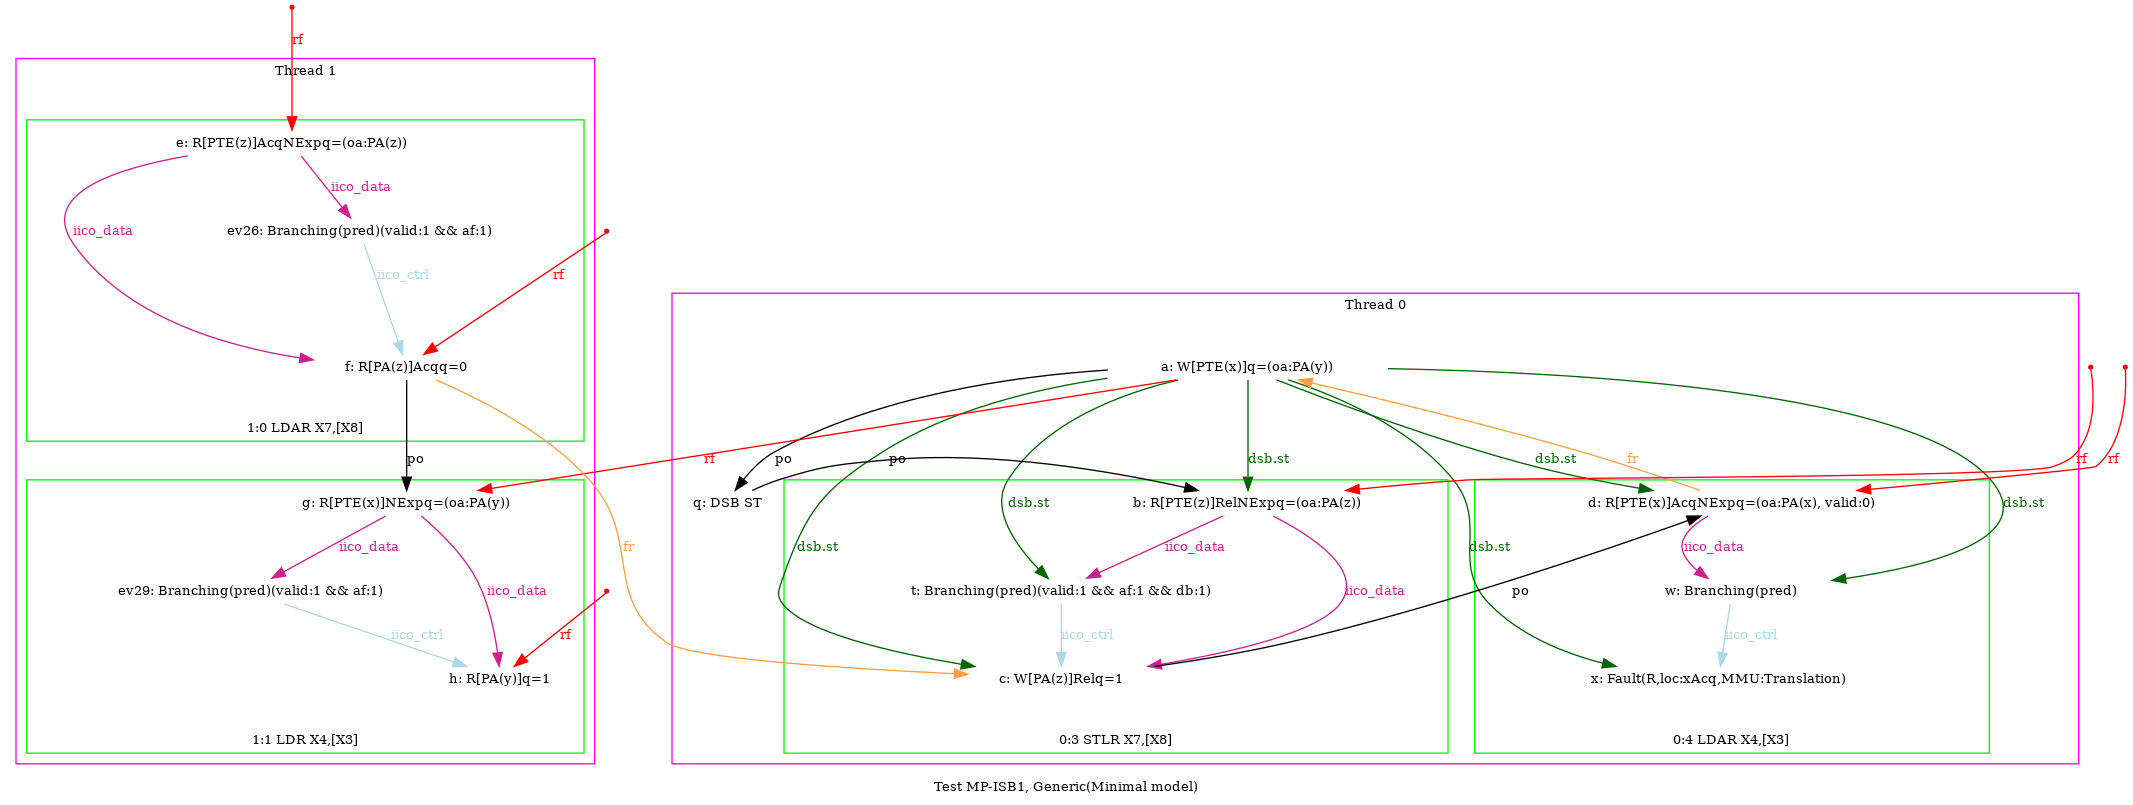 rf
Thread 1
e: R[PTE(z)]AcqNExpq=(oa:PA(z))
iico_data
iico_data
ev26: Branching(pred)(valid:1 && af:1)
iico_ctrl
rf
f: R[PA(z)]Acqq=0
1:0 LDAR X7,[X8]
po
g: R[PTE(x)]NExpq=(oa:PA(y))
iico_data
iico_data
ev29: Branching(pred)(valid:1 && af:1)
iico_ctrl
rf
h: R[PA(y)]q=1
1:1 LDR X4,[X3]
fr
rf
Thread 0
a: W[PTE(x)]q=(oa:PA(y))
po
po
dsb.st
dsb.st
fr
rf
rf
q: DSB ST
b: R[PTE(z)]RelNExpq=(oa:PA(z))
d: R[PTE(x)]AcqNExpq=(oa:PA(x), valid:0)
dsb.st
dsb.st
dsb.st
dsb.st
iico_data
iico_data
iico_data
t: Branching(pred)(valid:1 && af:1 && db:1)
w: Branching(pred)
po
iico_ctrl
iico_ctrl
c: W[PA(z)]Relq=1
x: Fault(R,loc:xAcq,MMU:Translation)
0:3 STLR X7,[X8]
0:4 LDAR X4,[X3]
Test MP-ISB1, Generic(Minimal model)